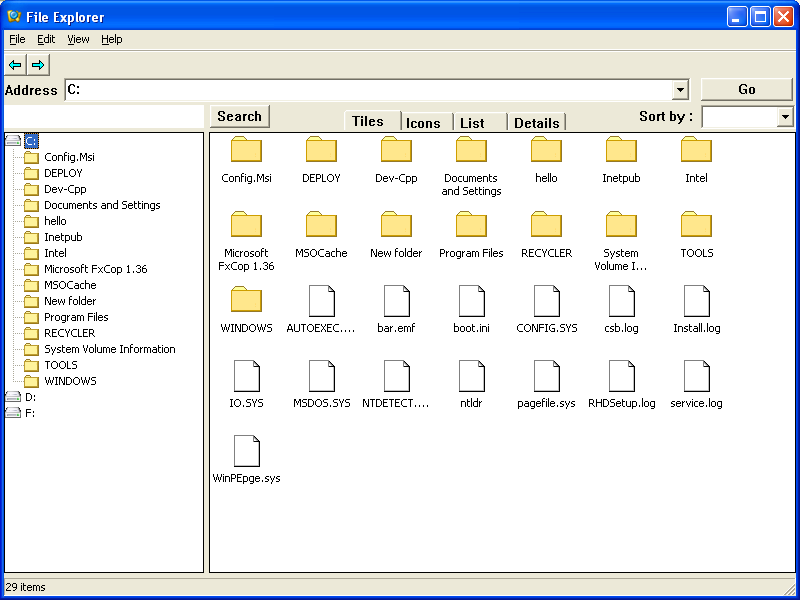 File Explorer
File Edit View Help
Address C: Go
Search Tiles Icons List Details Sort by :
C:
Config.Msi
DEPLOY
Dev-Cpp
Documents and Settings
hello
Inetpub
Intel
Microsoft FxCop 1.36
MSOCache
New folder
Program Files
RECYCLER
System Volume Information
TOOLS
WINDOWS
D:
F:
Config.Msi DEPLOY Dev-Cpp Documents and Settings hello Inetpub Intel
Microsoft FxCop 1.36 MSOCache New folder Program Files RECYCLER System Volume I... TOOLS
WINDOWS AUTOEXEC.... bar.emf boot.ini CONFIG.SYS csb.log Install.log
IO.SYS MSDOS.SYS NTDETECT.... ntldr pagefile.sys RHDSetup.log service.log
WinPEpge.sys
29 items